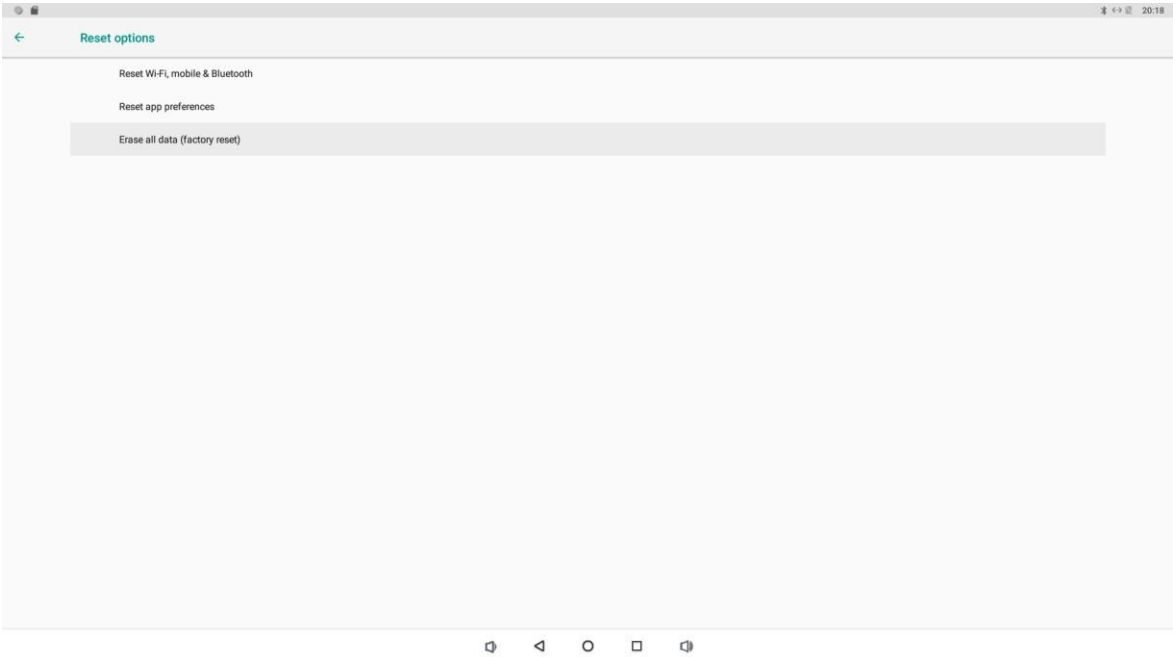 20:18
Reset options
Reset Wi-Fi, mobile & Bluetooth
Reset app preferences
Erase all data (factory reset)